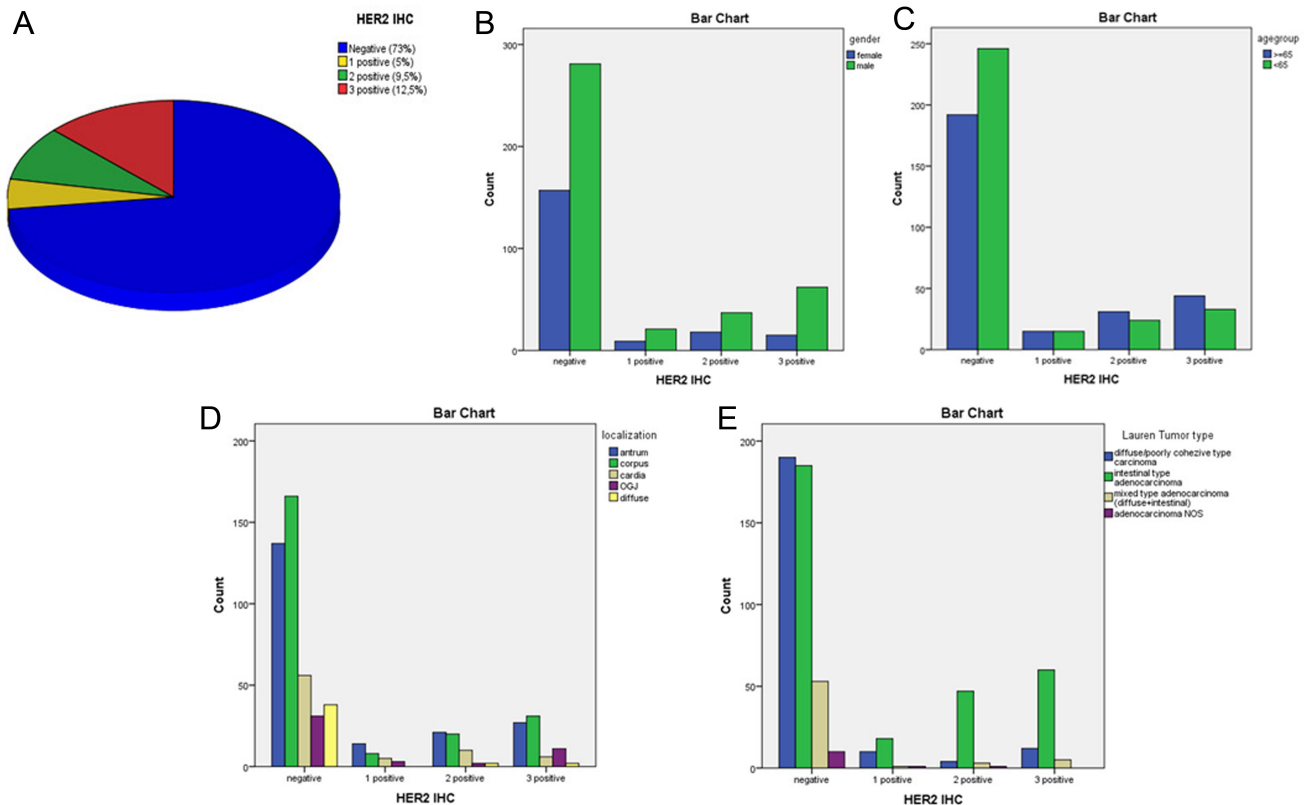 A
HER2 IHC
Negative (73%)
1 positive (5%)
2 positive (9,5%)
3 positive (12,5%)
B
Bar Chart
gender
female
male
300
200
100
0
Count
negative
1 positive
2 positive
3 positive
HER2 IHC
C
Bar Chart
agegroup
>=65
<65
250
200
150
100
50
0
Count
negative
1 positive
2 positive
3 positive
HER2 IHC
D
Bar Chart
localization
antrum
corpus
cardia
OGJ
diffuse
200
150
100
50
0
Count
negative
1 positive
2 positive
3 positive
HER2 IHC
E
Bar Chart
Lauren Tumor type
diffuse/poorly cohezive type
carcinoma
intestinal type
adenocarcinoma
mixed type adenocarcinoma
(diffuse+intestinal)
adenocarcinoma NOS
200
150
100
50
0
Count
negative
1 positive
2 positive
3 positive
HER2 IHC